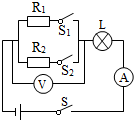 R₁ S₁ L
R₂ S₂
V A
S